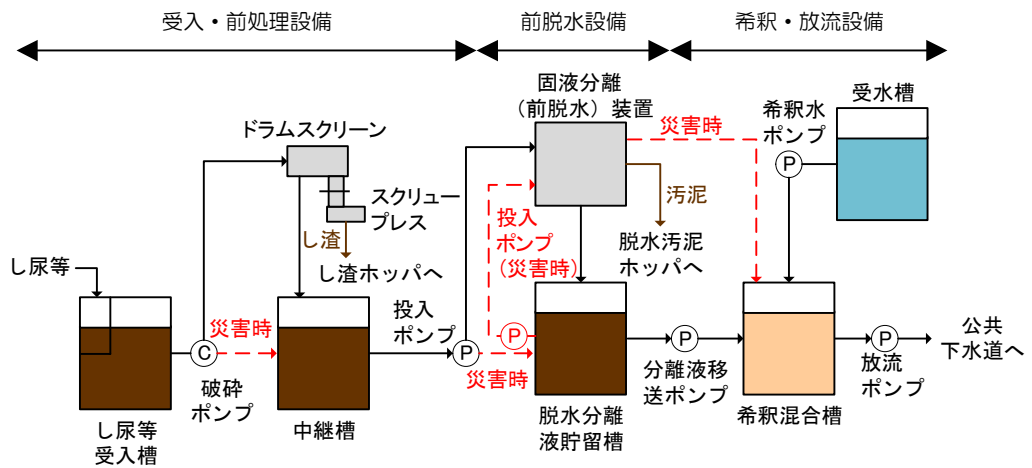 受入・前処理設備
前脱水設備
希釈・放流設備
固液分離
（前脱水）装置
受水槽
希釈水
ポンプ
ドラムスクリーン
災害時
P
スクリュー
プレス
汚泥
し渣
投入
ポンプ
（災害時）
脱水汚泥
ホッパへ
し尿等
し渣ホッパへ
投入
ポンプ
災害時
P
公共
下水道へ
C
P
P
P
災害時
破砕
ポンプ
分離液移
送ポンプ
放流
ポンプ
し尿等
受入槽
中継槽
脱水分離
液貯留槽
希釈混合槽